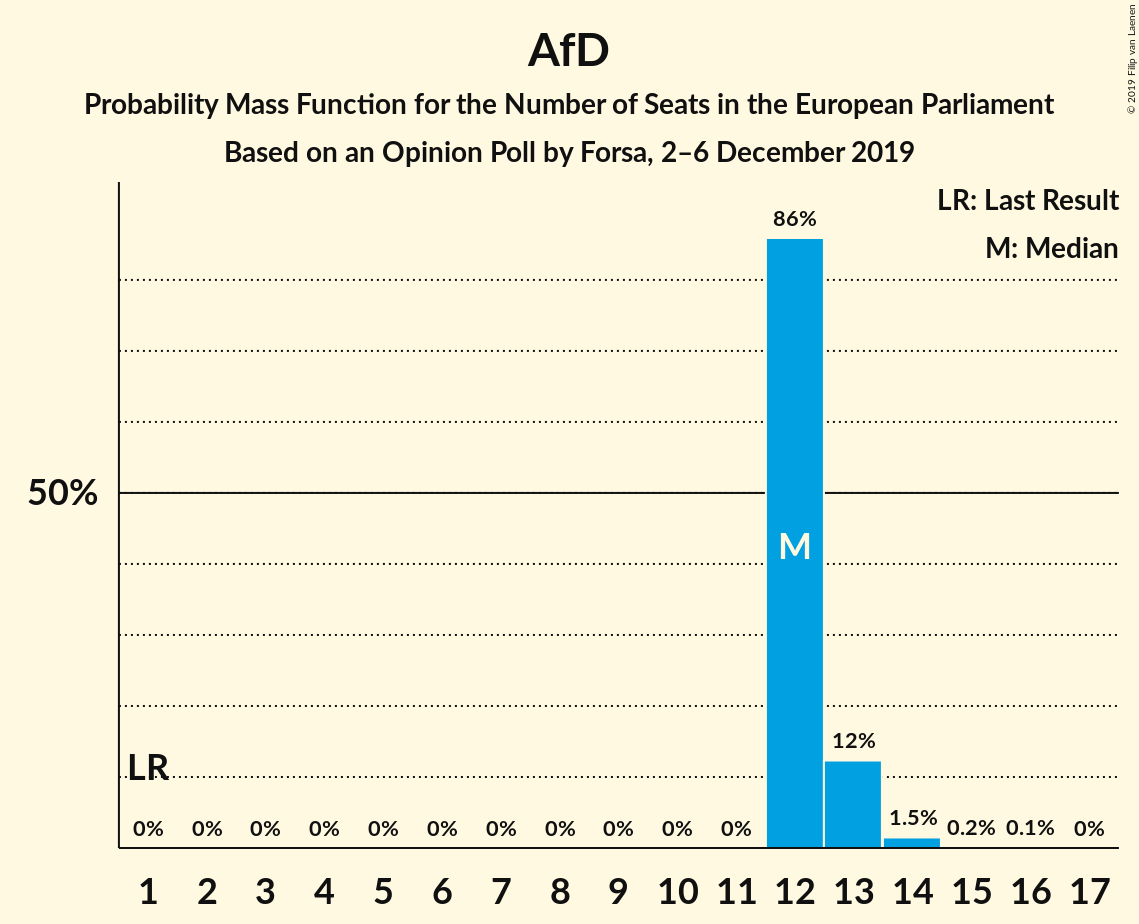 AfD
Probability Mass Function for the Number of Seats in the European Parliament
Based on an Opinion Poll by Forsa, 2–6 December 2019
© 2019 Filip van Laenen
LR: Last Result
M: Median
86%
50%
M
12%
LR
0% 0% 0% 0% 0% 0% 0% 0% 0% 0% 0% 1.5% 0.2% 0.1% 0%
1 2 3 4 5 6 7 8 9 10 11 12 13 14 15 16 17